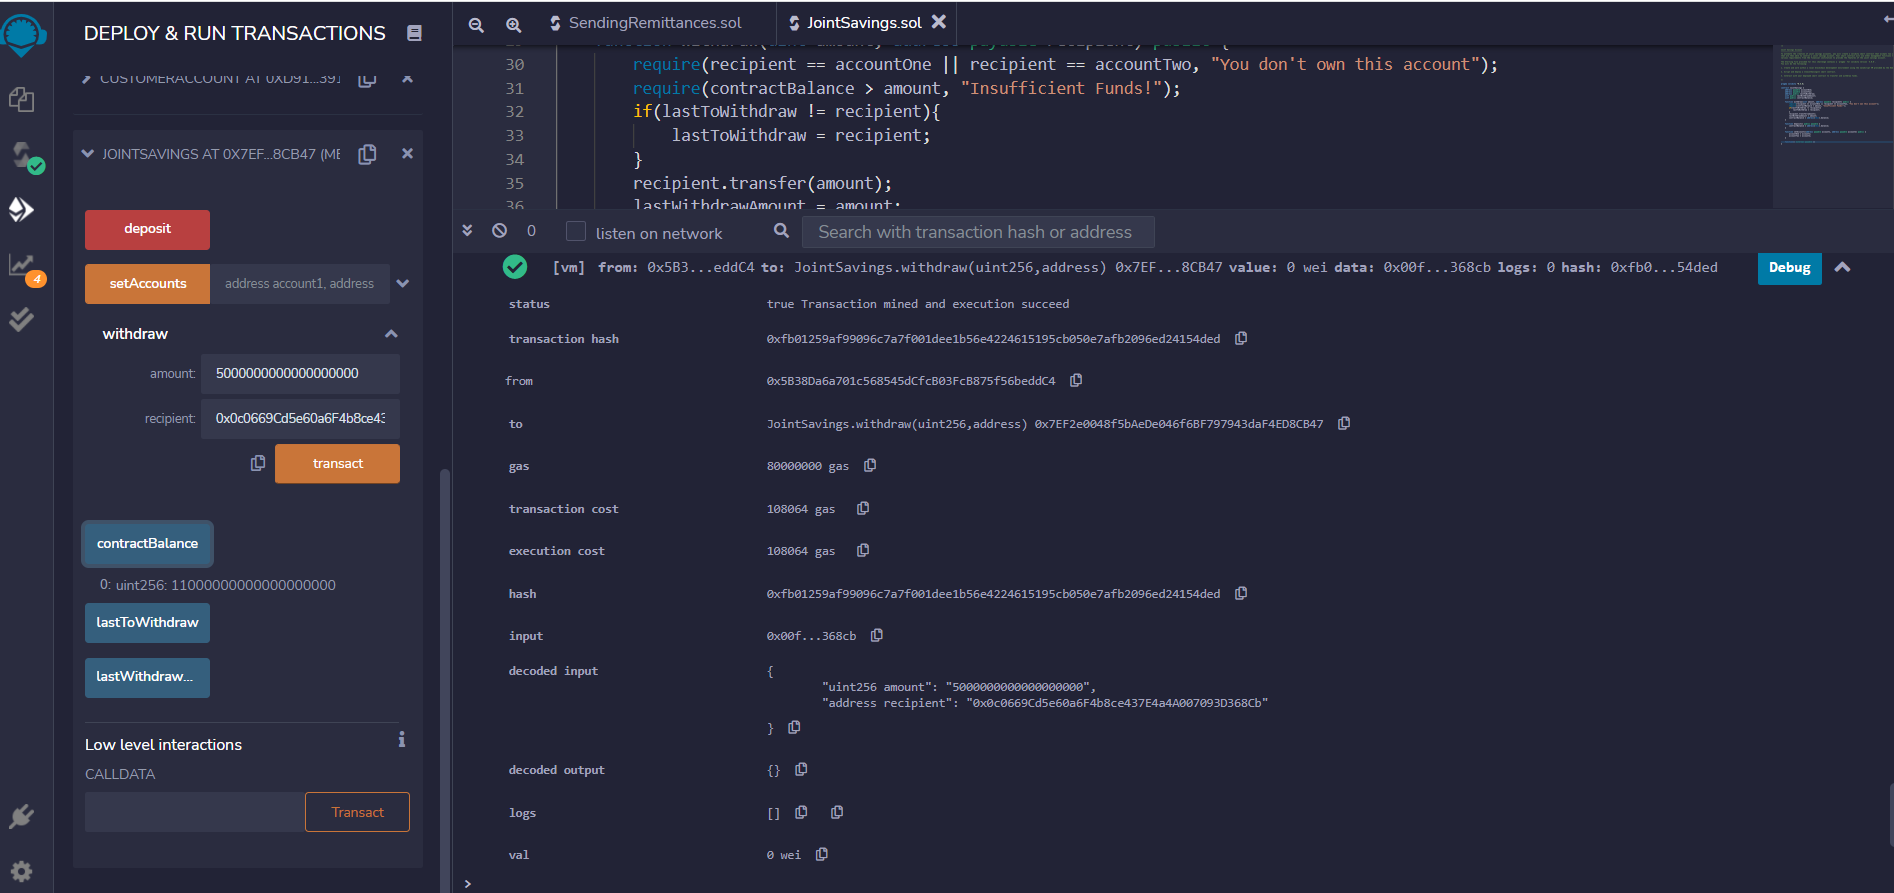 DEPLOY & RUN TRANSACTIONS
CUSTOMERACCOUNT AT 0XD91...391
JOINTSAVINGS AT 0X7EF...8CB47 (ME
deposit
setAccounts
address account1, address
withdraw
amount:
5000000000000000000
recipient:
0x0c0669Cd5e60a6F4b8ce43
transact
contractBalance
0: uint256: 11000000000000000000
lastToWithdraw
lastWithdraw...
Low level interactions
i
CALLDATA
Transact
4
SendingRemittances.sol
JointSavings.sol
30 require(recipient == accountOne || recipient == accountTwo, "You don't own this account");
31 require(contractBalance > amount, "Insufficient Funds!");
32 if(lastToWithdraw != recipient){
33 lastToWithdraw = recipient;
34 }
35 recipient.transfer(amount);
36 lastWithdrawAmount = amount;
0
listen on network
Search with transaction hash or address
[vm] from: 0x5B3...eddC4 to: JointSavings.withdraw(uint256,address) 0x7EF...8CB47 value: 0 wei data: 0x00f...368cb logs: 0 hash: 0xfb0...54ded
Debug
status true Transaction mined and execution succeed
transaction hash 0xfb01259af99096c7a7f001dee1b56e4224615195cb050e7afb2096ed24154ded
from 0x5B38Da6a701c568545dCfcB03FcB875f56beddC4
to JointSavings.withdraw(uint256,address) 0x7EF2e0048f5bAeDe046f6BF797943daF4ED8CB47
gas 80000000 gas
transaction cost 108064 gas
execution cost 108064 gas
hash 0xfb01259af99096c7a7f001dee1b56e4224615195cb050e7afb2096ed24154ded
input 0x00f...368cb
decoded input {
"uint256 amount": "5000000000000000000",
"address recipient": "0x0c0669Cd5e60a6F4b8ce437E4a4A007093D368Cb"
}
decoded output {}
logs []
val 0 wei
>